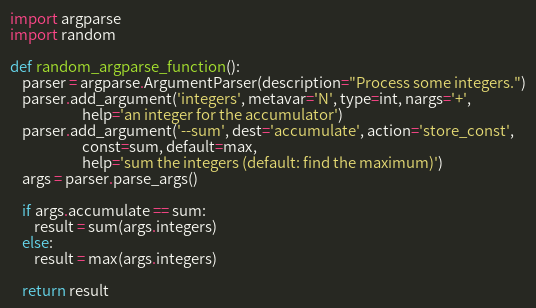 import argparse
import random

def random_argparse_function():
    parser = argparse.ArgumentParser(description="Process some integers.")
    parser.add_argument('integers', metavar='N', type=int, nargs='+',
                        help='an integer for the accumulator')
    parser.add_argument('--sum', dest='accumulate', action='store_const',
                        const=sum, default=max,
                        help='sum the integers (default: find the maximum)')
    args = parser.parse_args()

    if args.accumulate == sum:
        result = sum(args.integers)
    else:
        result = max(args.integers)

    return result